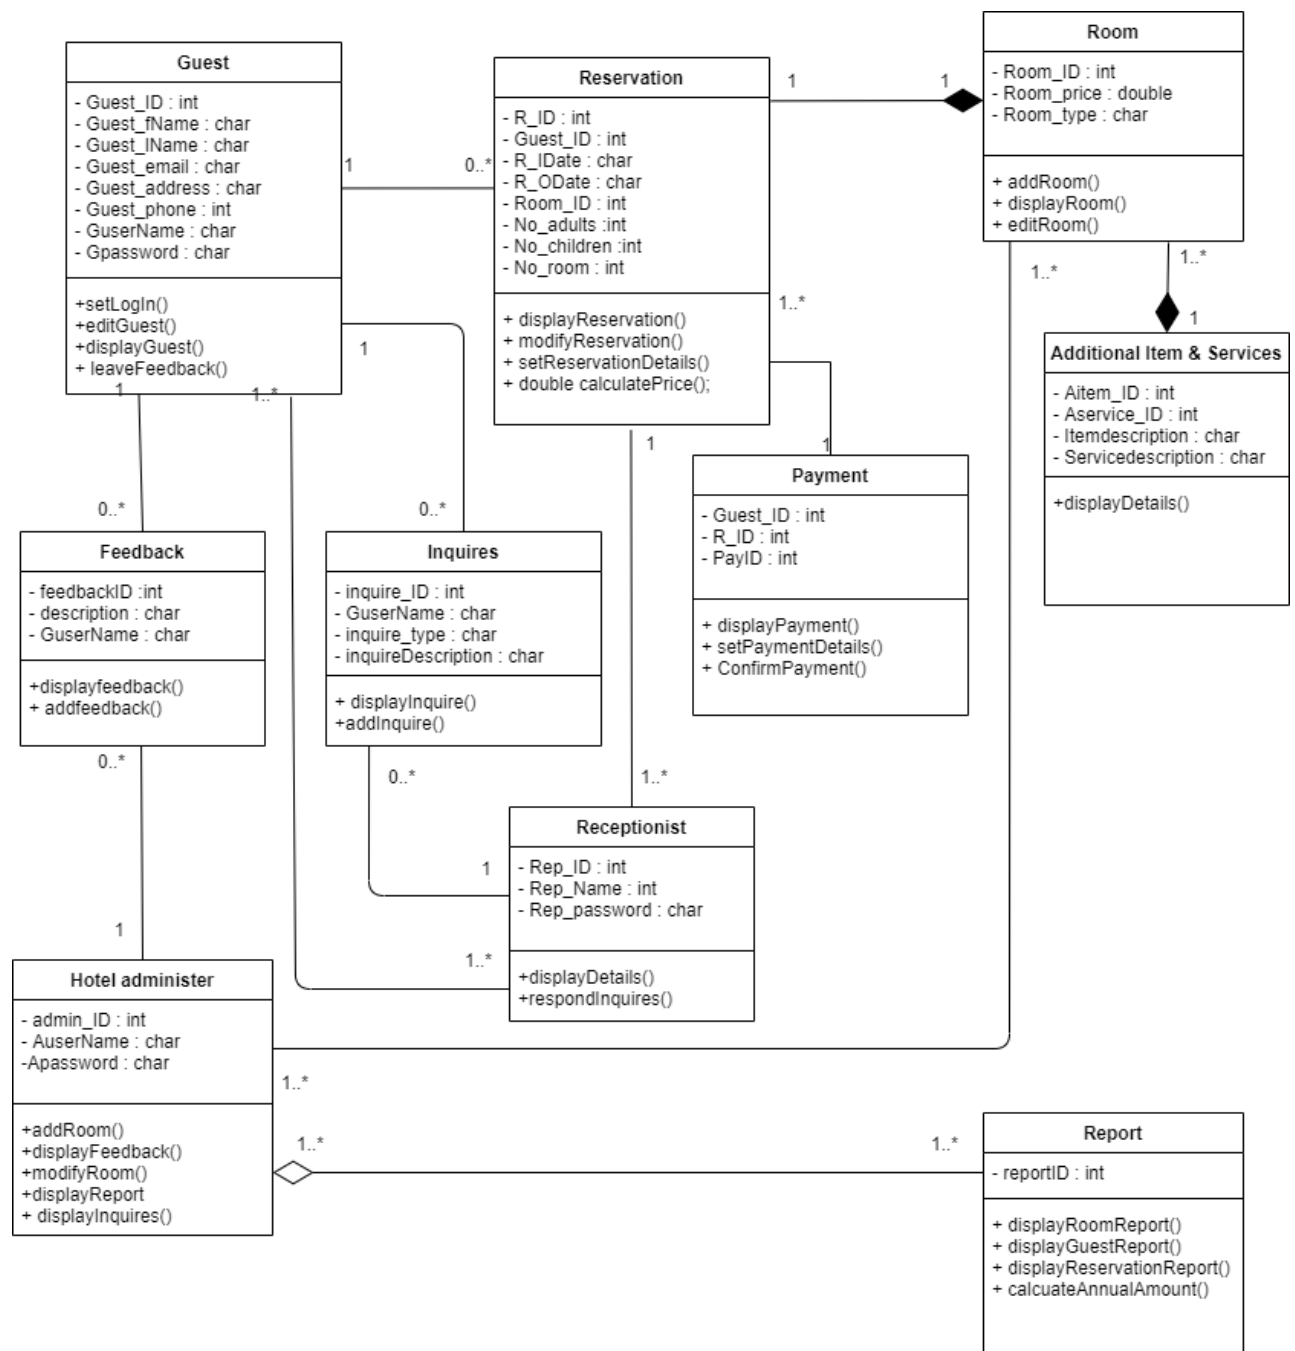 Guest
- Guest_ID : int
- Guest_fName : char
- Guest_lName : char
- Guest_email : char
- Guest_address : char
- Guest_phone : int
- GuserName : char
- Gpassword : char
+setLogIn()
+editGuest()
+displayGuest()
+ leaveFeedback()
1
1..*
1
0..*
1
Reservation
- R_ID : int
- Guest_ID : int
- R_IDate : char
- R_ODate : char
- Room_ID : int
- No_adults :int
- No_children :int
- No_room : int
+ displayReservation()
+ modifyReservation()
+ setReservationDetails()
+ double calculatePrice();
1
1
1..*
1
1
Room
- Room_ID : int
- Room_price : double
- Room_type : char
+ addRoom()
+ displayRoom()
+ editRoom()
1..*
1..*
1
Additional Item & Services
- Aitem_ID : int
- Aservice_ID : int
- Itemdescription : char
- Servicedescription : char
+displayDetails()
Payment
- Guest_ID : int
- R_ID : int
- PayID : int
+ displayPayment()
+ setPaymentDetails()
+ ConfirmPayment()
0..*
Feedback
- feedbackID :int
- description : char
- GuserName : char
+displayfeedback()
+ addfeedback()
0..*
0..*
Inquires
- inquire_ID : int
- GuserName : char
- inquire_type : char
- inquireDescription : char
+ displayInquire()
+addInquire()
0..*
1..*
Receptionist
- Rep_ID : int
- Rep_Name : int
- Rep_password : char
+displayDetails()
+respondInquires()
1
1..*
1
Hotel administer
- admin_ID : int
- AuserName : char
-Apassword : char
+addRoom()
+displayFeedback()
+modifyRoom()
+displayReport
+ displayInquires()
1..*
1..*
1..*
Report
- reportID : int
+ displayRoomReport()
+ displayGuestReport()
+ displayReservationReport()
+ calcuateAnnualAmount()